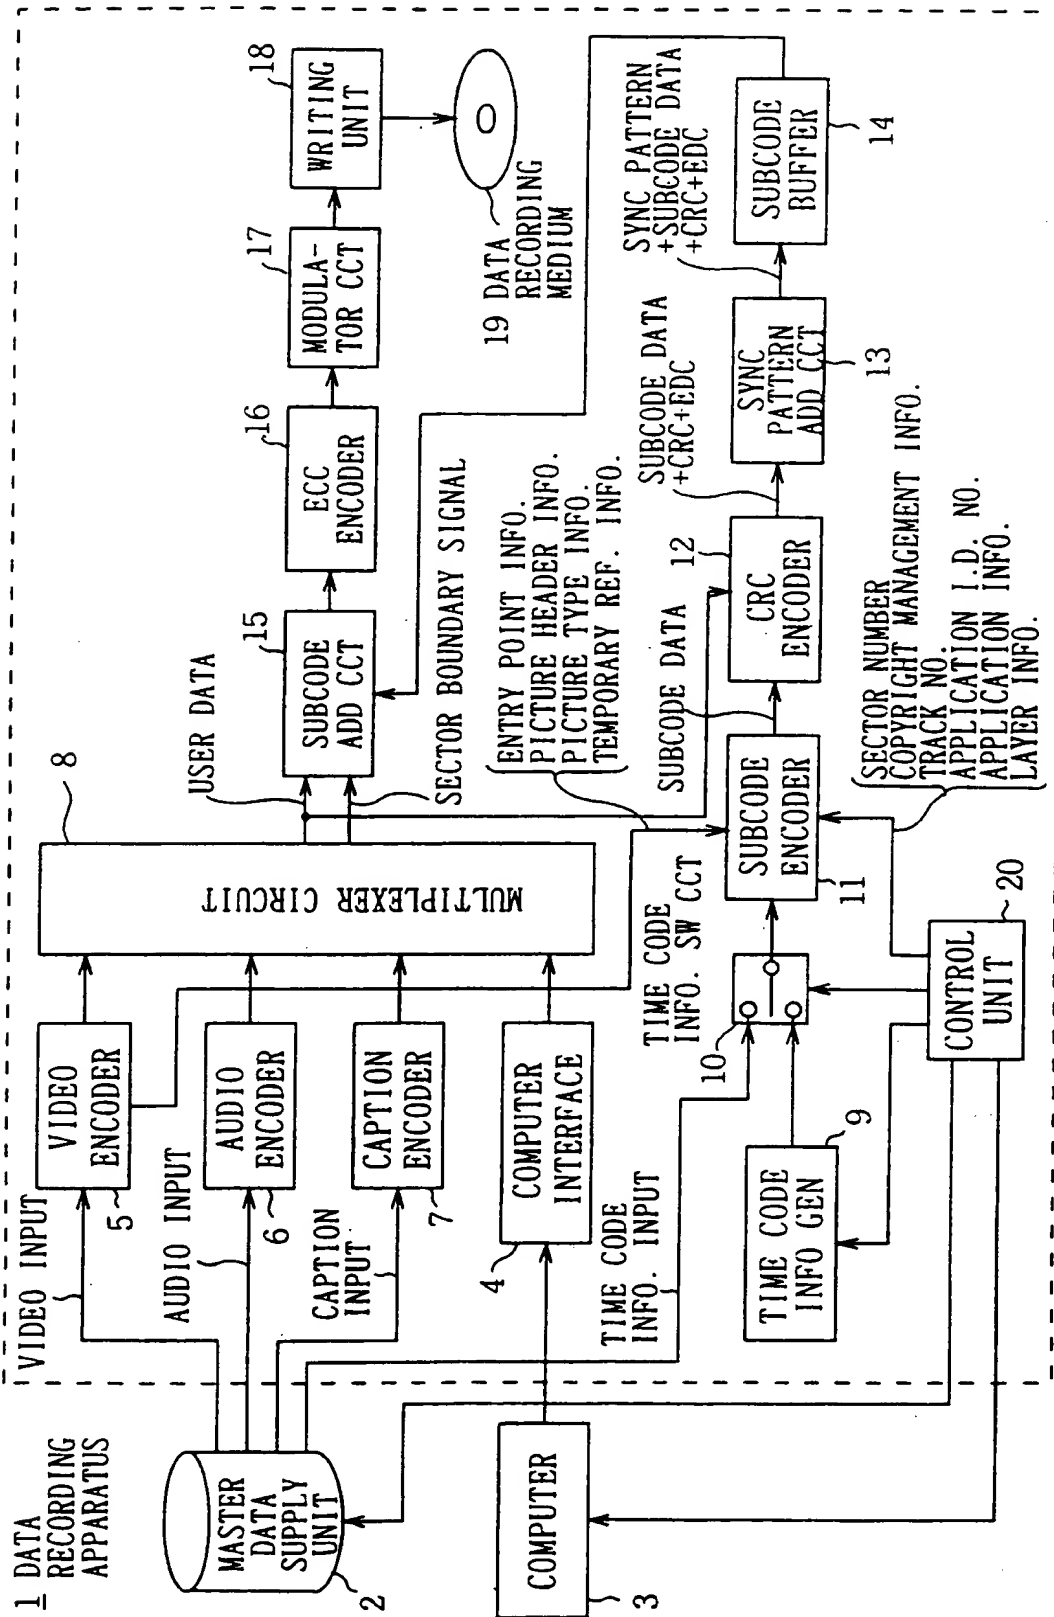 1 DATA
RECORDING
APPARATUS
MASTER
DATA
SUPPLY
UNIT
2
COMPUTER
3
VIDEO INPUT
AUDIO INPUT
CAPTION
INPUT
TIME CODE
INFO. INPUT
VIDEO
ENCODER
5
AUDIO
ENCODER
6
CAPTION
ENCODER
7
COMPUTER
INTERFACE
4
TIME CODE
INFO GEN
9
TIME CODE
INFO. SW CCT
10
CONTROL
UNIT
20
MULTIPLEXER CIRCUIT
8
USER DATA
SECTOR BOUNDARY SIGNAL
ENTRY POINT INFO.
PICTURE HEADER INFO.
PICTURE TYPE INFO.
TEMPORARY REF. INFO.
SUBCODE
ENCODER
11
SUBCODE DATA
SECTOR NUMBER
COPYRIGHT MANAGEMENT INFO.
TRACK NO.
APPLICATION I.D. NO.
APPLICATION INFO.
LAYER INFO.
CRC
ENCODER
12
SUBCODE DATA
+CRC+EDC
SYNC
PATTERN
ADD CCT
13
SYNC PATTERN
+SUBCODE DATA
+CRC+EDC
SUBCODE
BUFFER
14
SUBCODE
ADD CCT
15
ECC
ENCODER
16
MODULA-
TOR CCT
17
WRITING
UNIT
18
19 DATA
RECORDING
MEDIUM